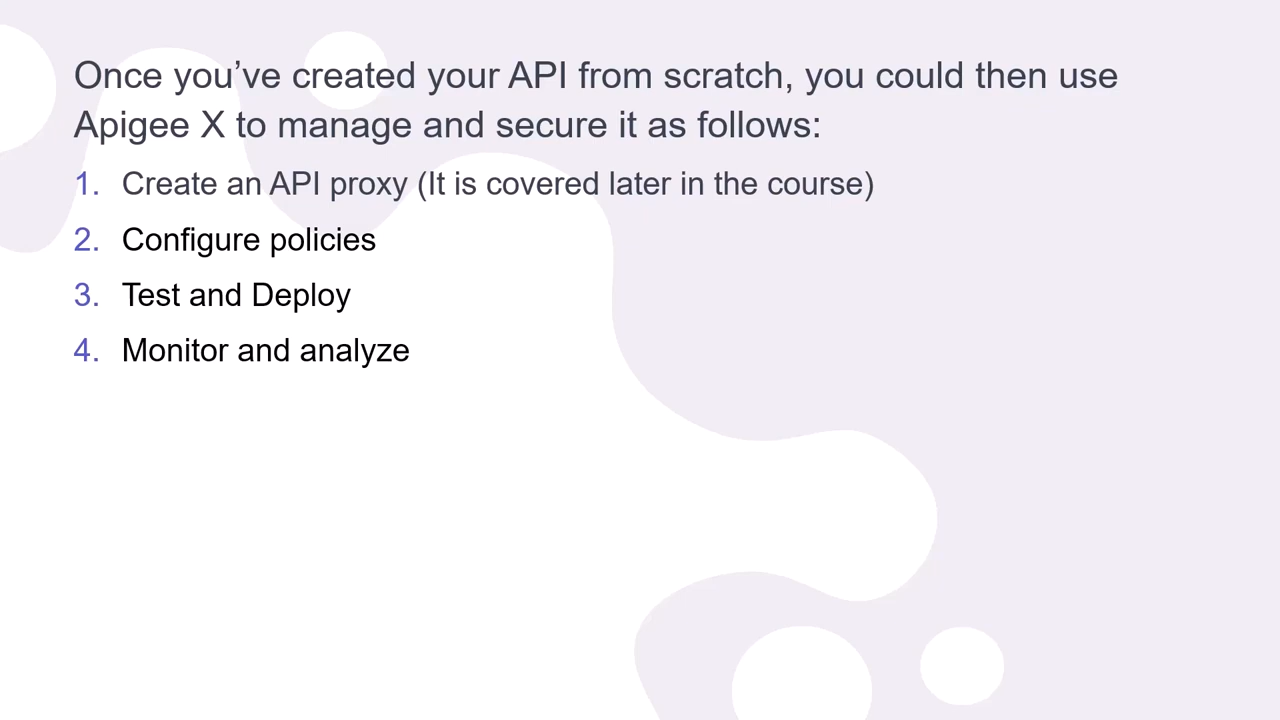 Once you’ve created your API from scratch, you could then use
Apigee X to manage and secure it as follows:
1. Create an API proxy (It is covered later in the course)
2. Configure policies
3. Test and Deploy
4. Monitor and analyze